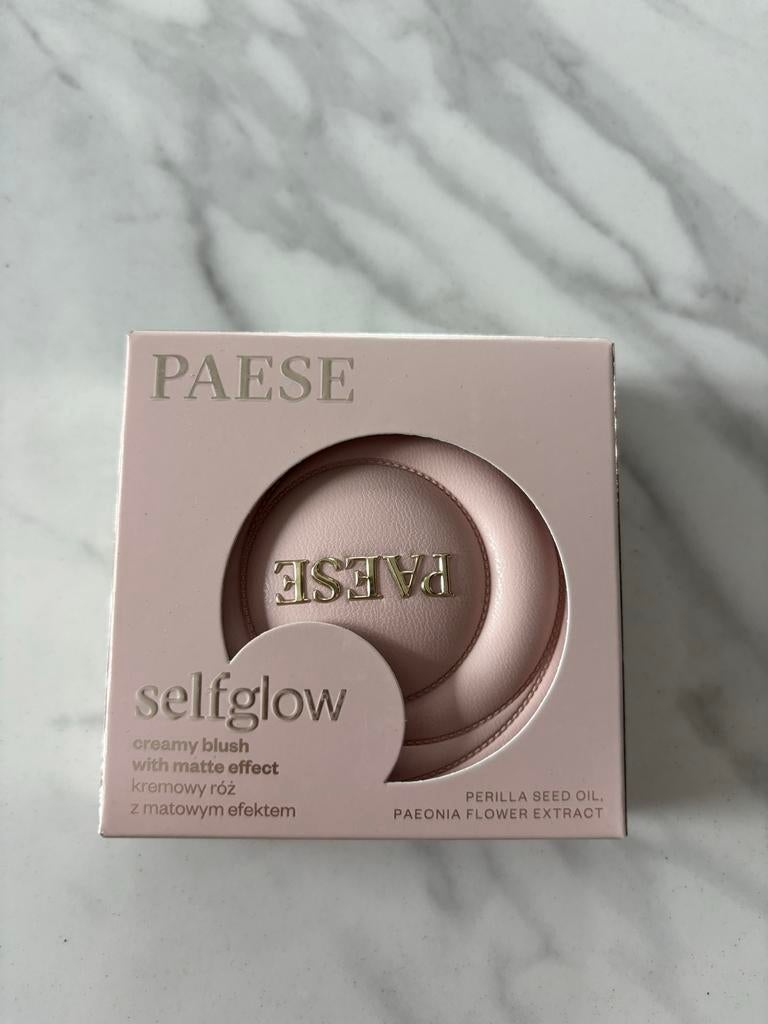 PAESE
PAESE
selfglow
creamy blush
with matte effect
kremowy róż
z matowym efektem
PERILLA SEED OIL,
PAEONIA FLOWER EXTRACT